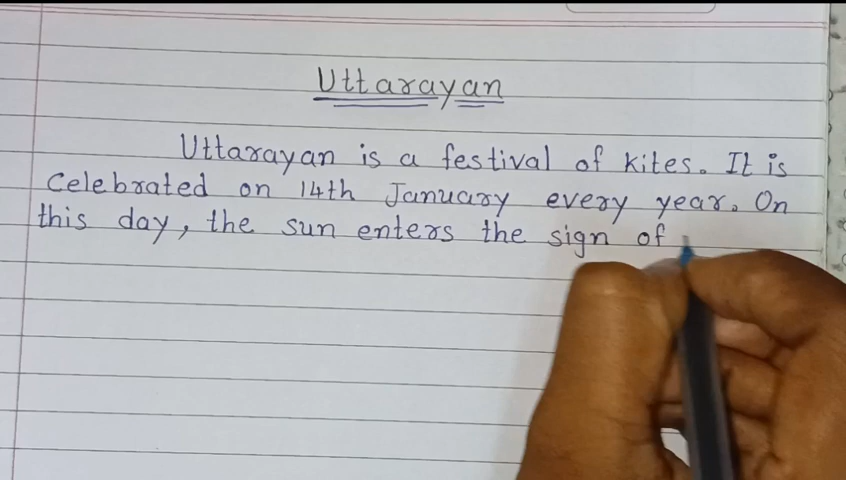 Uttarayan
Uttarayan is a festival of kites. It is
celebrated on 14th January every year. On
this day, the sun enters the sign of